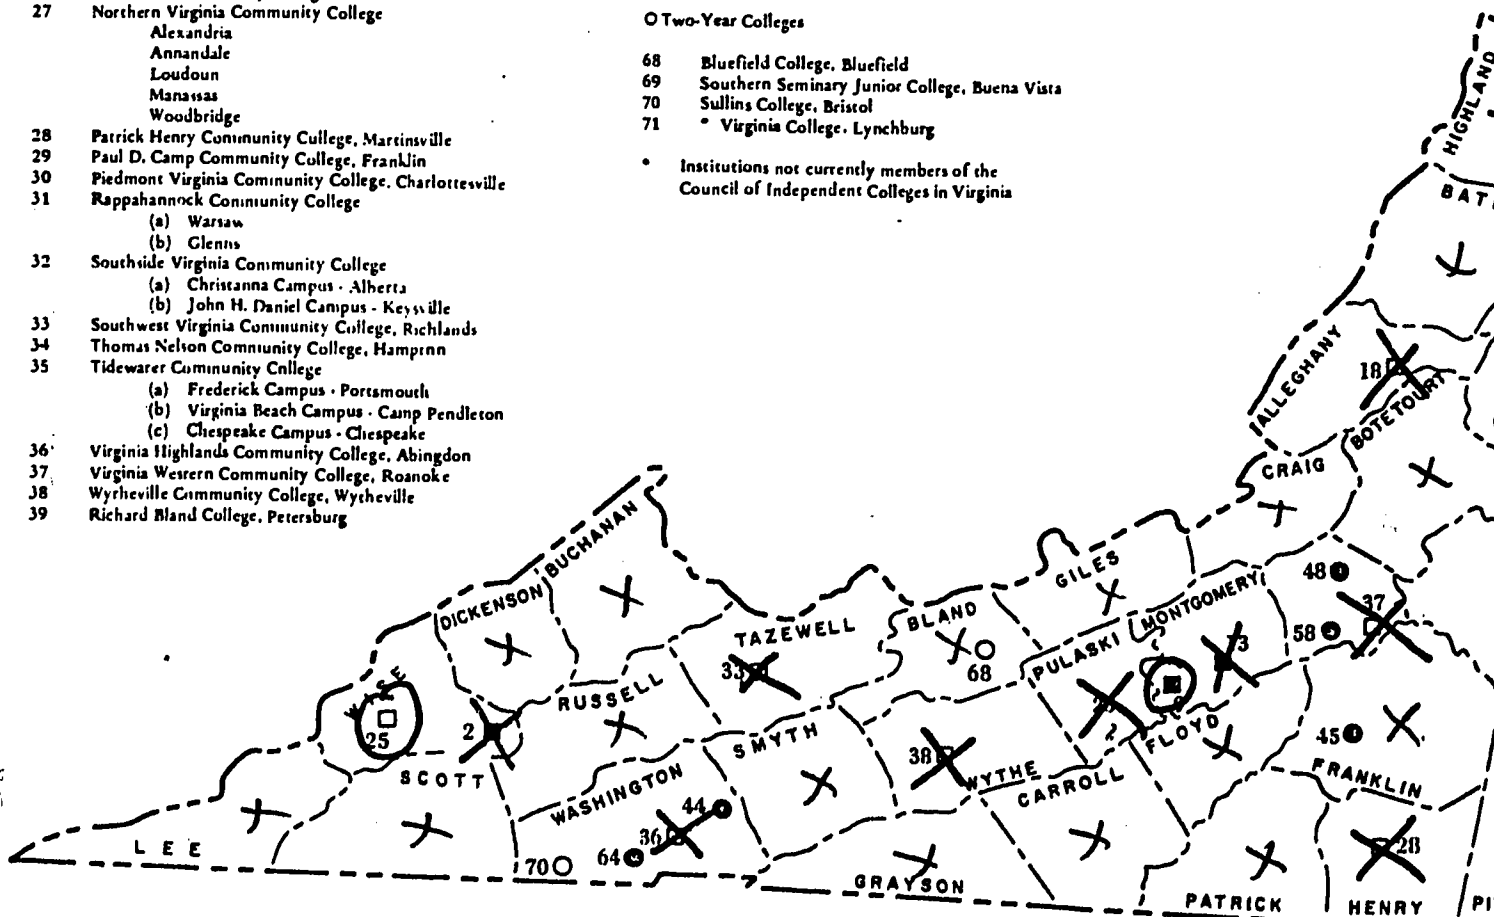 27 Northern Virginia Community College
Alexandria
Annandale
Loudoun
Manassas
Woodbridge
28 Patrick Henry Community College, Martinsville
29 Paul D. Camp Community College, Franklin
30 Piedmont Virginia Community College, Charlottesville
31 Rappahannock Community College
(a) Warsaw
(b) Glenns
32 Southside Virginia Community College
(a) Christanna Campus - Alberta
(b) John H. Daniel Campus - Keysville
33 Southwest Virginia Community College, Richlands
34 Thomas Nelson Community College, Hampton
35 Tidewater Community College
(a) Frederick Campus - Portsmouth
(b) Virginia Beach Campus - Camp Pendleton
(c) Chespeake Campus - Chespeake
36 Virginia Highlands Community College, Abingdon
37 Virginia Western Community College, Roanoke
38 Wytheville Community College, Wytheville
39 Richard Bland College, Petersburg
O Two-Year Colleges
68 Bluefield College, Bluefield
69 Southern Seminary Junior College, Buena Vista
70 Sullins College, Bristol
71 * Virginia College, Lynchburg
* Institutions not currently members of the
Council of Independent Colleges in Virginia
HIGHLAND
BAT
ALLEGHANY
18
BOTETOURT
CRAIG
BUCHANAN
DICKENSON
GILES
48
MONTGOMERY
37
BLAND
TAZEWELL
58
PULASKI
68
33
RUSSELL
WISE
25
2
FLOYD
45
SMYTH
38
WYTHE
SCOTT
CARROLL
FRANKLIN
WASHINGTON
44
36
64
70
LEE
28
GRAYSON
PATRICK
HENRY
PI